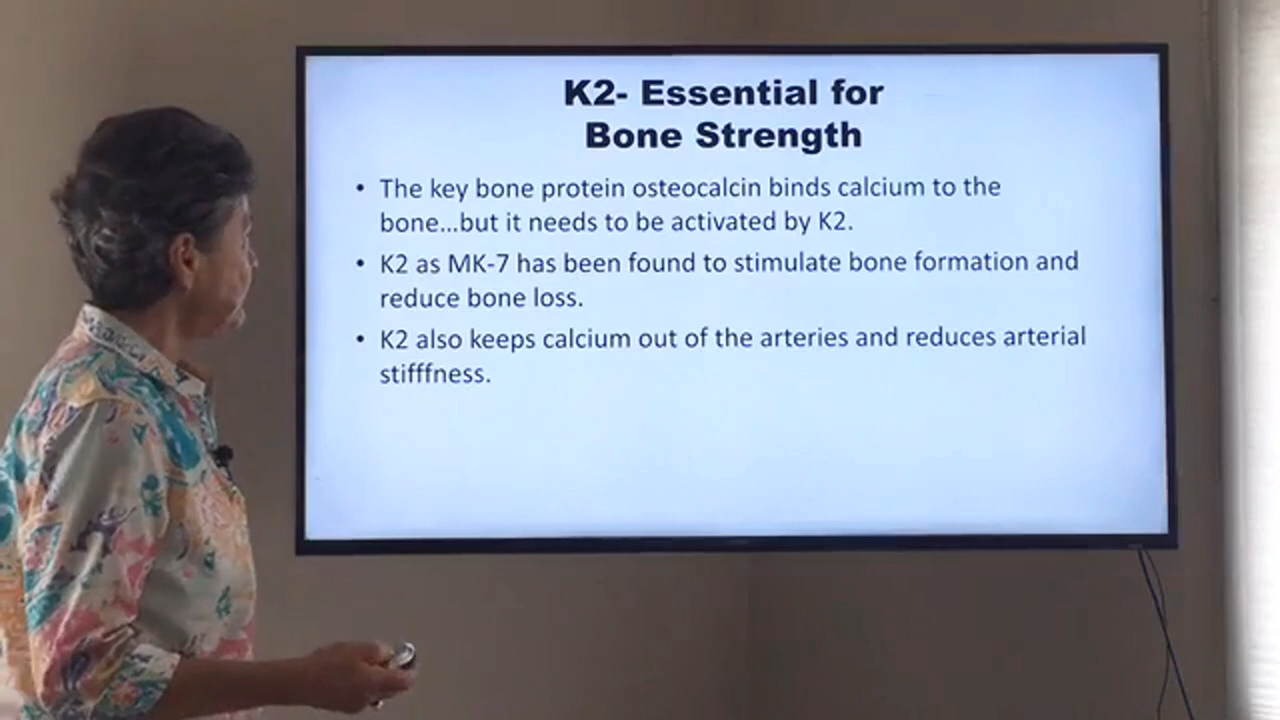 K2- Essential for
Bone Strength
• The key bone protein osteocalcin binds calcium to the
bone...but it needs to be activated by K2.
• K2 as MK-7 has been found to stimulate bone formation and
reduce bone loss.
• K2 also keeps calcium out of the arteries and reduces arterial
stifffness.